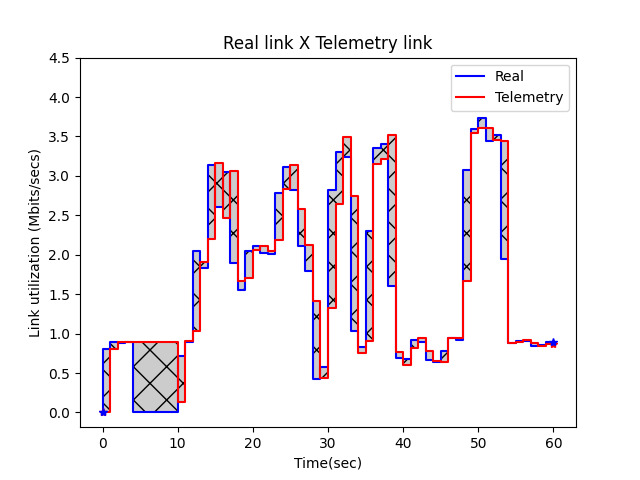 Real link X Telemetry link
Real
Telemetry
Link utilization (Mbits/secs)
4.5
4.0
3.5
3.0
2.5
2.0
1.5
1.0
0.5
0.0
0 10 20 30 40 50 60
Time(sec)